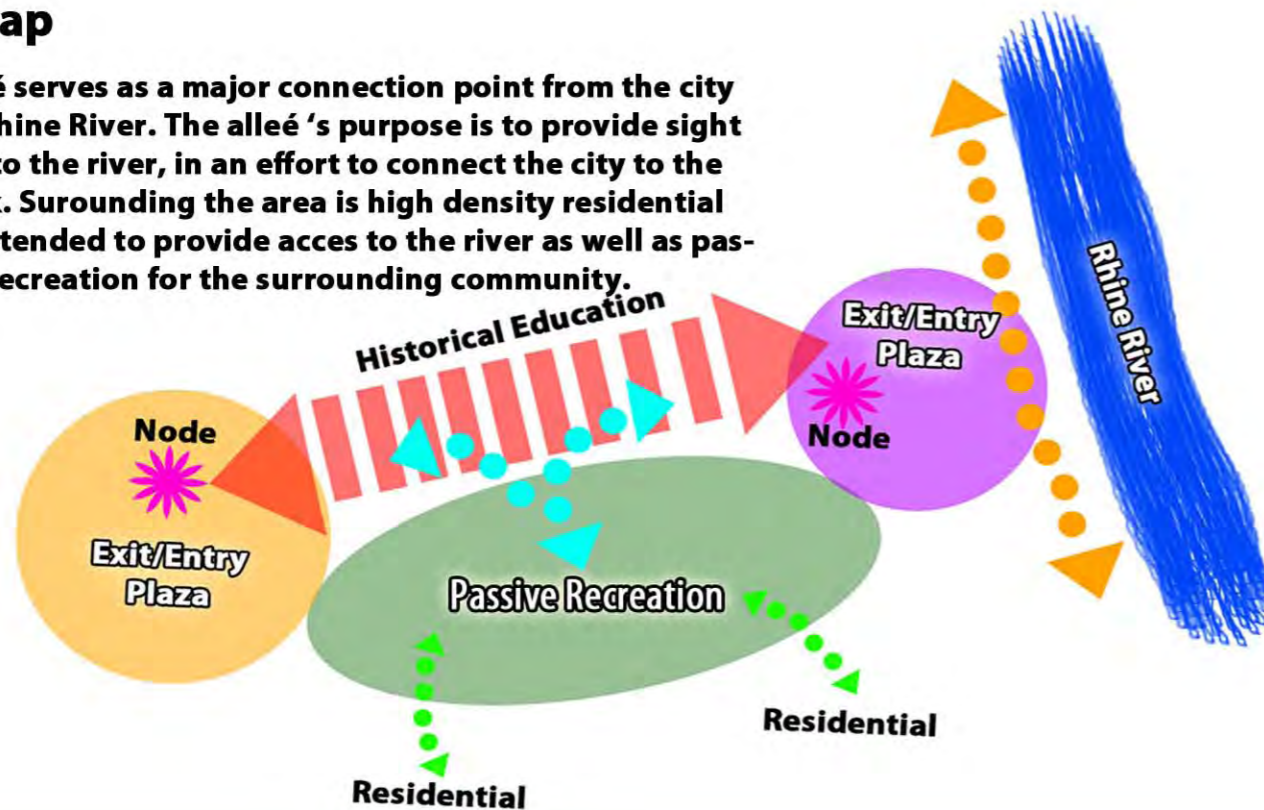 ap
é serves as a major connection point from the city
hine River. The alleé 's purpose is to provide sight
to the river, in an effort to connect the city to the
. Surounding the area is high density residential
tended to provide acces to the river as well as pas-
ecreation for the surrounding community.
Historical Education
Exit/Entry
Plaza
Node
Rhine River
Node
Exit/Entry
Plaza
Passive Recreation
Residential
Residential